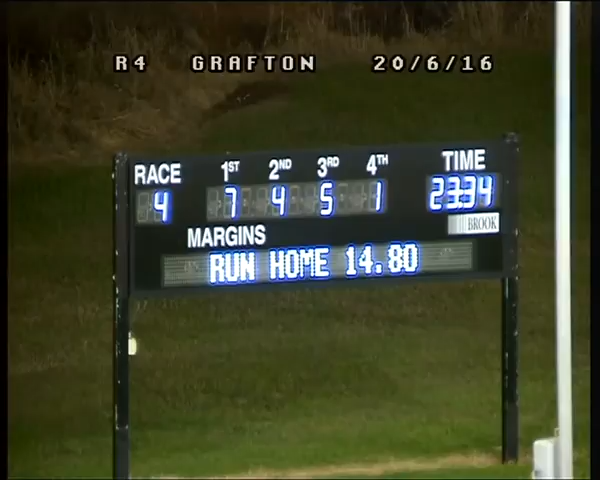 R4 GRAFTON 20/6/16
RACE 1ST 2ND 3RD 4TH TIME
4 7 4 5 1 23.34
BROOK
MARGINS
RUN HOME 14.80